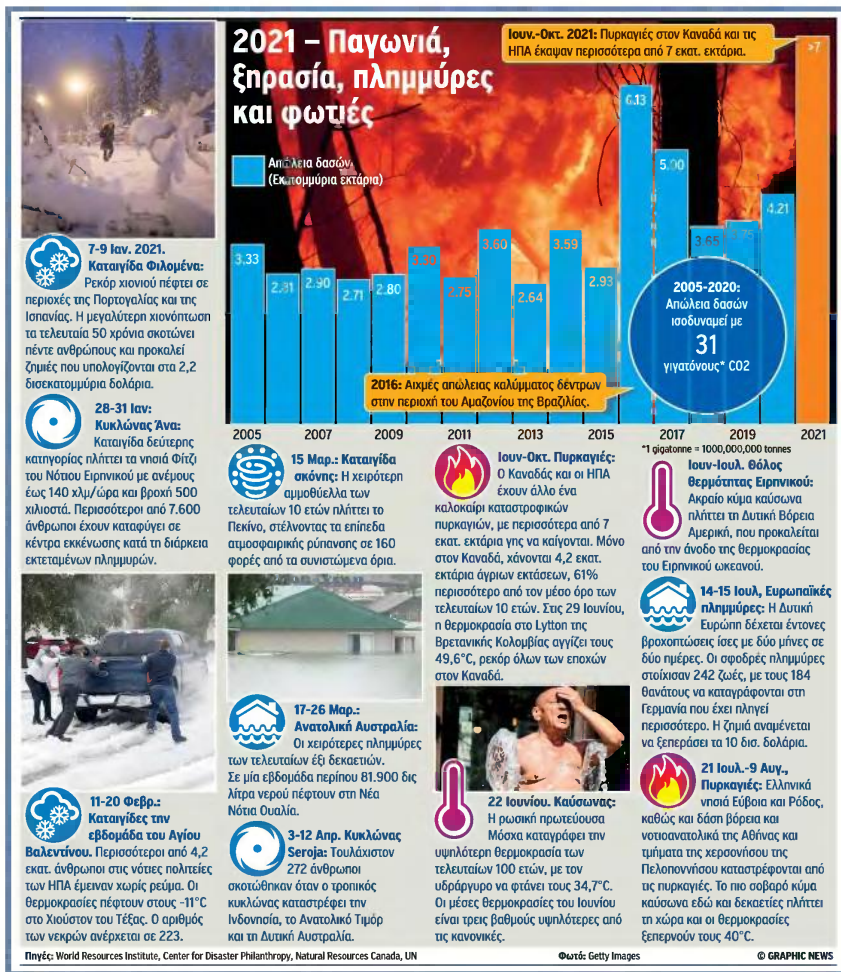 2021 – Παγωνιά,
ξηρασία, πλημμύρες
και φωτιές
Απώλεια δασών
(Εκατομμύρια εκτάρια)
Ιουν.-Οκτ. 2021: Πυρκαγιές στον Καναδά και τις
ΗΠΑ έκαψαν περισσότερα από 7 εκατ. εκτάρια.
>7
6.13
5.00
4.21
3.65
3.75
3.33
2.81
2.90
2.71
2.80
3.30
2.75
3.60
2.64
3.59
2.93
2005-2020:
Απώλεια δασών
ισοδυναμεί με
31
γιγατόνους* CO2
2016: Αιχμές απώλειας καλύμματος δέντρων
στην περιοχή του Αμαζονίου της Βραζιλίας.
2005 2007 2009 2011 2013 2015 2017 2019 2021
*1 gigatonne = 1000,000,000 tonnes
7-9 Ιαν. 2021.
Καταιγίδα Φιλομένα:
Ρεκόρ χιονιού πέφτει σε
περιοχές της Πορτογαλίας και της
Ισπανίας. Η μεγαλύτερη χιονόπτωση
τα τελευταία 50 χρόνια σκοτώνει
πέντε ανθρώπους και προκαλεί
ζημιές που υπολογίζονται στα 2,2
δισεκατομμύρια δολάρια.
28-31 Ιαν:
Κυκλώνας Άνα:
Καταιγίδα δεύτερης
κατηγορίας πλήττει τα νησιά Φίτζι
του Νότιου Ειρηνικού με ανέμους
έως 140 χλμ/ώρα και βροχή 500
χιλιοστά. Περισσότεροι από 7.600
άνθρωποι έχουν καταφύγει σε
κέντρα εκκένωσης κατά τη διάρκεια
εκτεταμένων πλημμυρών.
11-20 Φεβρ.:
Καταιγίδες την
εβδομάδα του Αγίου
Βαλεντίνου. Περισσότεροι από 4,2
εκατ. άνθρωποι στις νότιες πολιτείες
των ΗΠΑ έμειναν χωρίς ρεύμα. Οι
θερμοκρασίες πέφτουν στους -11°C
στο Χιούστον του Τέξας. Ο αριθμός
των νεκρών ανέρχεται σε 223.
15 Μαρ.: Καταιγίδα
σκόνης: Η χειρότερη
αμμοθύελλα των
τελευταίων 10 ετών πλήττει το
Πεκίνο, στέλνοντας τα επίπεδα
ατμοσφαιρικής ρύπανσης σε 160
φορές από τα συνιστώμενα όρια.
17-26 Μαρ.:
Ανατολική Αυστραλία:
Οι χειρότερες πλημμύρες
των τελευταίων έξι δεκαετιών.
Σε μία εβδομάδα περίπου 81.900 δις
λίτρα νερού πέφτουν στη Νέα
Νότια Ουαλία.
3-12 Απρ. Κυκλώνας
Seroja: Τουλάχιστον
272 άνθρωποι
σκοτώθηκαν όταν ο τροπικός
κυκλώνας καταστρέφει την
Ινδονησία, το Ανατολικό Τιμόρ
και τη Δυτική Αυστραλία.
Ιουν-Οκτ. Πυρκαγιές:
Ο Καναδάς και οι ΗΠΑ
έχουν άλλο ένα
καλοκαίρι καταστροφικών
πυρκαγιών, με περισσότερα από 7
εκατ. εκτάρια γης να καίγονται. Μόνο
στον Καναδά, χάνονται 4,2 εκατ.
εκτάρια άγριων εκτάσεων, 61%
περισσότερο από τον μέσο όρο των
τελευταίων 10 ετών. Στις 29 Ιουνίου,
η θερμοκρασία στο Lytton της
Βρετανικής Κολομβίας αγγίζει τους
49,6°C, ρεκόρ όλων των εποχών
στον Καναδά.
22 Ιουνίου. Καύσωνας:
Η ρωσική πρωτεύουσα
Μόσχα καταγράφει την
υψηλότερη θερμοκρασία των
τελευταίων 100 ετών, με τον
υδράργυρο να φτάνει τους 34,7°C.
Οι μέσες θερμοκρασίες του Ιουνίου
είναι τρεις βαθμούς υψηλότερες από
τις κανονικές.
Ιουν-Ιουλ. Θόλος
θερμότητας Ειρηνικού:
Ακραίο κύμα καύσωνα
πλήττει τη Δυτική Βόρεια
Αμερική, που προκαλείται
από την άνοδο της θερμοκρασίας
του Ειρηνικού ωκεανού.
14-15 Ιουλ, Ευρωπαϊκές
πλημμύρες: Η Δυτική
Ευρώπη δέχεται έντονες
βροχοπτώσεις ίσες με δύο μήνες σε
δύο ημέρες. Οι σφοδρές πλημμύρες
στοίχισαν 242 ζωές, με τους 184
θανάτους να καταγράφονται στη
Γερμανία που έχει πληγεί
περισσότερο. Η ζημιά αναμένεται
να ξεπεράσει τα 10 δισ. δολάρια.
21 Ιουλ.-9 Αυγ.,
Πυρκαγιές: Ελληνικά
νησιά Εύβοια και Ρόδος,
καθώς και δάση βόρεια και
νοτιοανατολικά της Αθήνας και
τμήματα της χερσονήσου της
Πελοποννήσου καταστρέφονται από
τις πυρκαγιές. Το πιο σοβαρό κύμα
καύσωνα εδώ και δεκαετίες πλήττει
τη χώρα και οι θερμοκρασίες
ξεπερνούν τους 40°C.
Πηγές: World Resources Institute, Center for Disaster Philanthropy, Natural Resources Canada, UN
Φωτό: Getty Images
© GRAPHIC NEWS